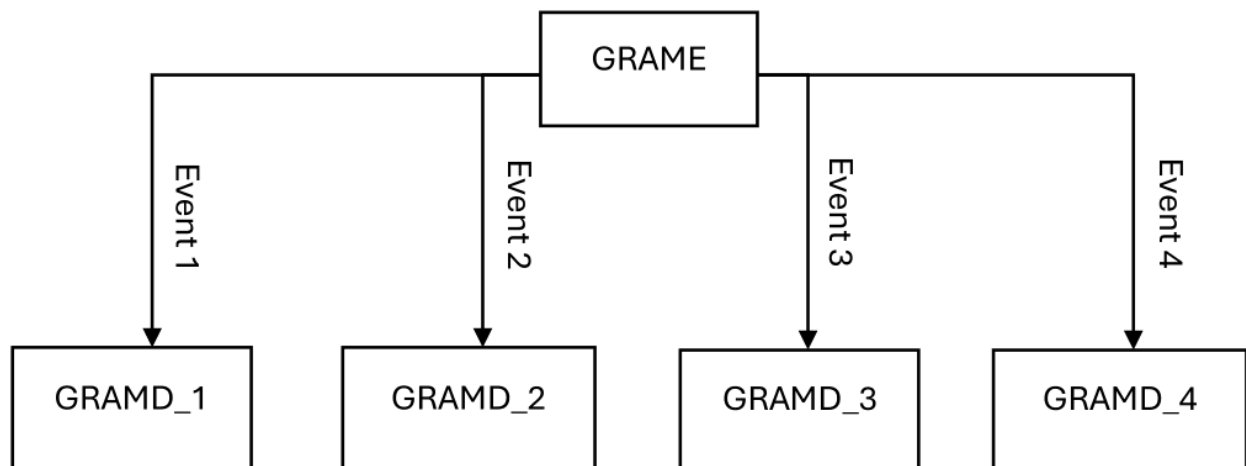 GRAME
Event 1
Event 2
Event 3
Event 4
GRAMD_1
GRAMD_2
GRAMD_3
GRAMD_4